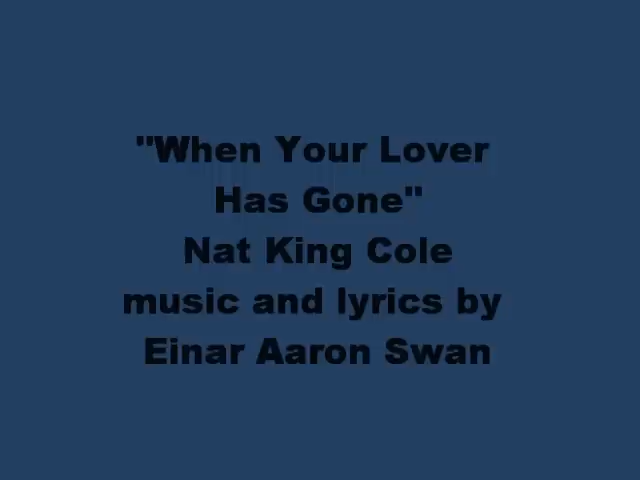 "When Your Lover
Has Gone"
Nat King Cole
music and lyrics by
Einar Aaron Swan